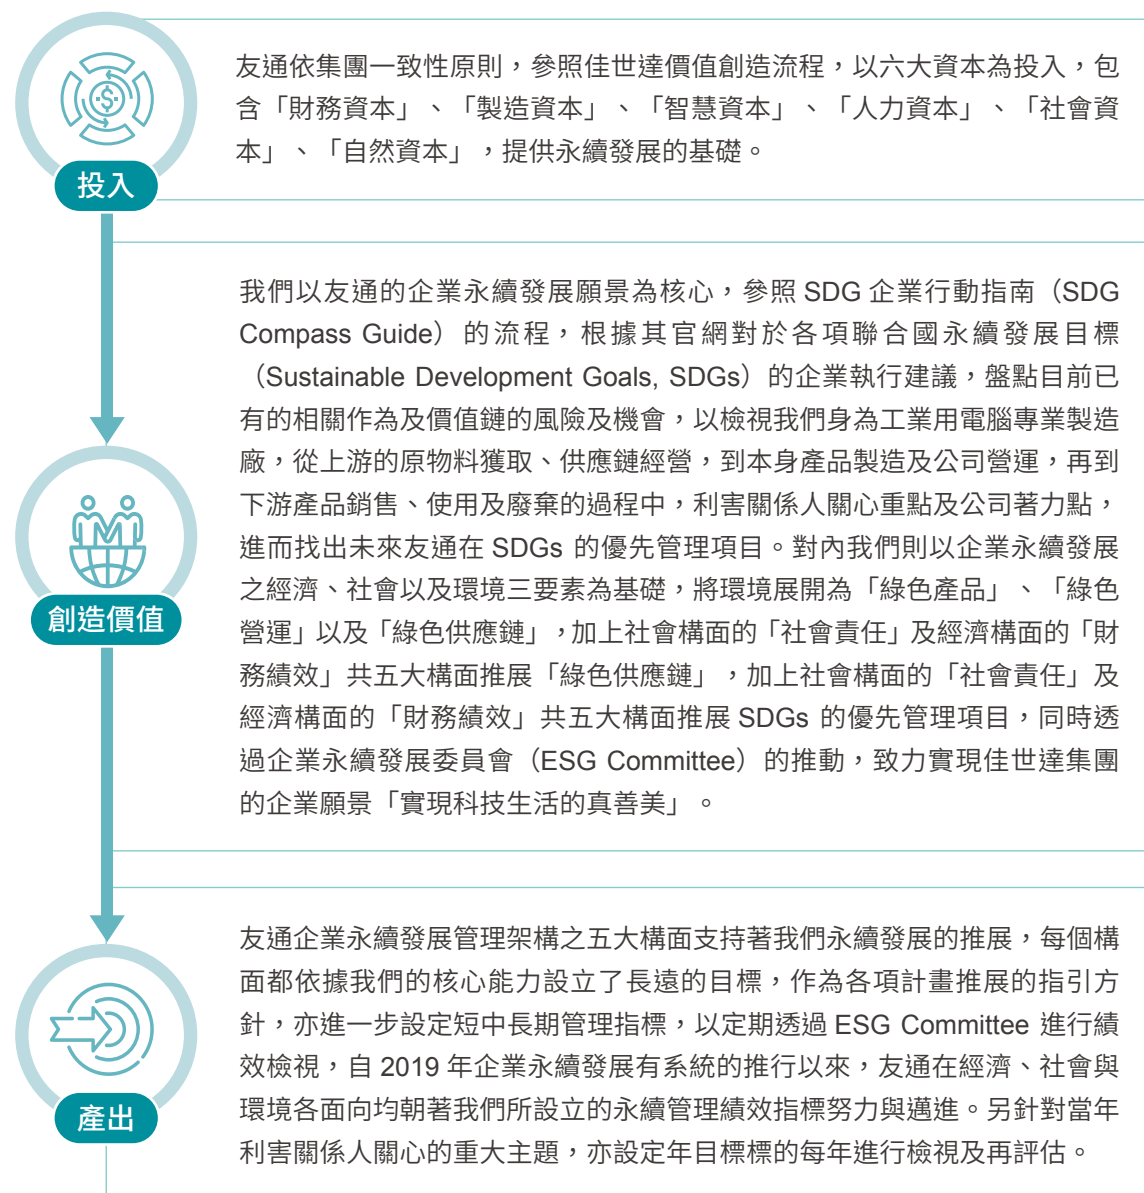 友通依集團一致性原則，參照佳世達價值創造流程，以六大資本為投入，包
含「財務資本」、「製造資本」、「智慧資本」、「人力資本」、「社會資
本」、「自然資本」，提供永續發展的基礎。
投入
我們以友通的企業永續發展願景為核心，參照 SDG 企業行動指南（SDG
Compass Guide）的流程，根據其官網對於各項聯合國永續發展目標
（Sustainable Development Goals, SDGs）的企業執行建議，盤點目前已
有的相關作為及價值鏈的風險及機會，以檢視我們身為工業用電腦專業製造
廠，從上游的原物料獲取、供應鏈經營，到本身產品製造及公司營運，再到
下游產品銷售、使用及廢棄的過程中，利害關係人關心重點及公司著力點，
進而找出未來友通在 SDGs 的優先管理項目。對內我們則以企業永續發展
之經濟、社會以及環境三要素為基礎，將環境展開為「綠色產品」、「綠色
營運」以及「綠色供應鏈」，加上社會構面的「社會責任」及經濟構面的「財
務績效」共五大構面推展「綠色供應鏈」，加上社會構面的「社會責任」及
經濟構面的「財務績效」共五大構面推展 SDGs 的優先管理項目，同時透
過企業永續發展委員會（ESG Committee）的推動，致力實現佳世達集團
的企業願景「實現科技生活的真善美」。
創造價值
友通企業永續發展管理架構之五大構面支持著我們永續發展的推展，每個構
面都依據我們的核心能力設立了長遠的目標，作為各項計畫推展的指引方
針，亦進一步設定短中長期管理指標，以定期透過 ESG Committee 進行績
效檢視，自 2019 年企業永續發展有系統的推行以來，友通在經濟、社會與
環境各面向均朝著我們所設立的永續管理績效指標努力與邁進。另針對當年
利害關係人關心的重大主題，亦設定年目標標的每年進行檢視及再評估。
產出